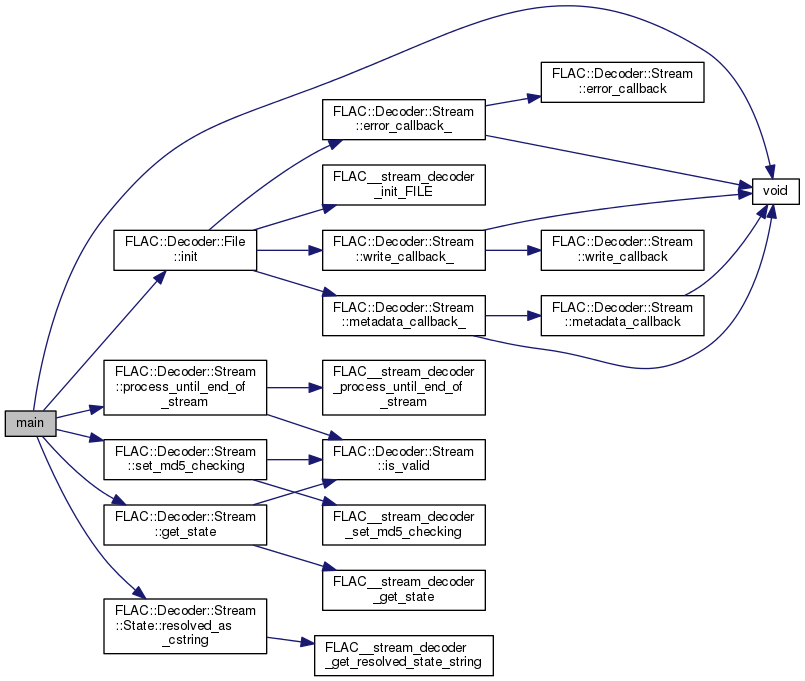 main
FLAC::Decoder::File
::init
FLAC::Decoder::Stream
::process_until_end_of
_stream
FLAC::Decoder::Stream
::set_md5_checking
FLAC::Decoder::Stream
::get_state
FLAC::Decoder::Stream
::State::resolved_as
_cstring
FLAC::Decoder::Stream
::error_callback_
FLAC__stream_decoder
_init_FILE
FLAC::Decoder::Stream
::write_callback_
FLAC::Decoder::Stream
::metadata_callback_
FLAC__stream_decoder
_process_until_end_of
_stream
FLAC::Decoder::Stream
::is_valid
FLAC__stream_decoder
_set_md5_checking
FLAC__stream_decoder
_get_state
FLAC__stream_decoder
_get_resolved_state_string
FLAC::Decoder::Stream
::error_callback
FLAC::Decoder::Stream
::write_callback
FLAC::Decoder::Stream
::metadata_callback
void